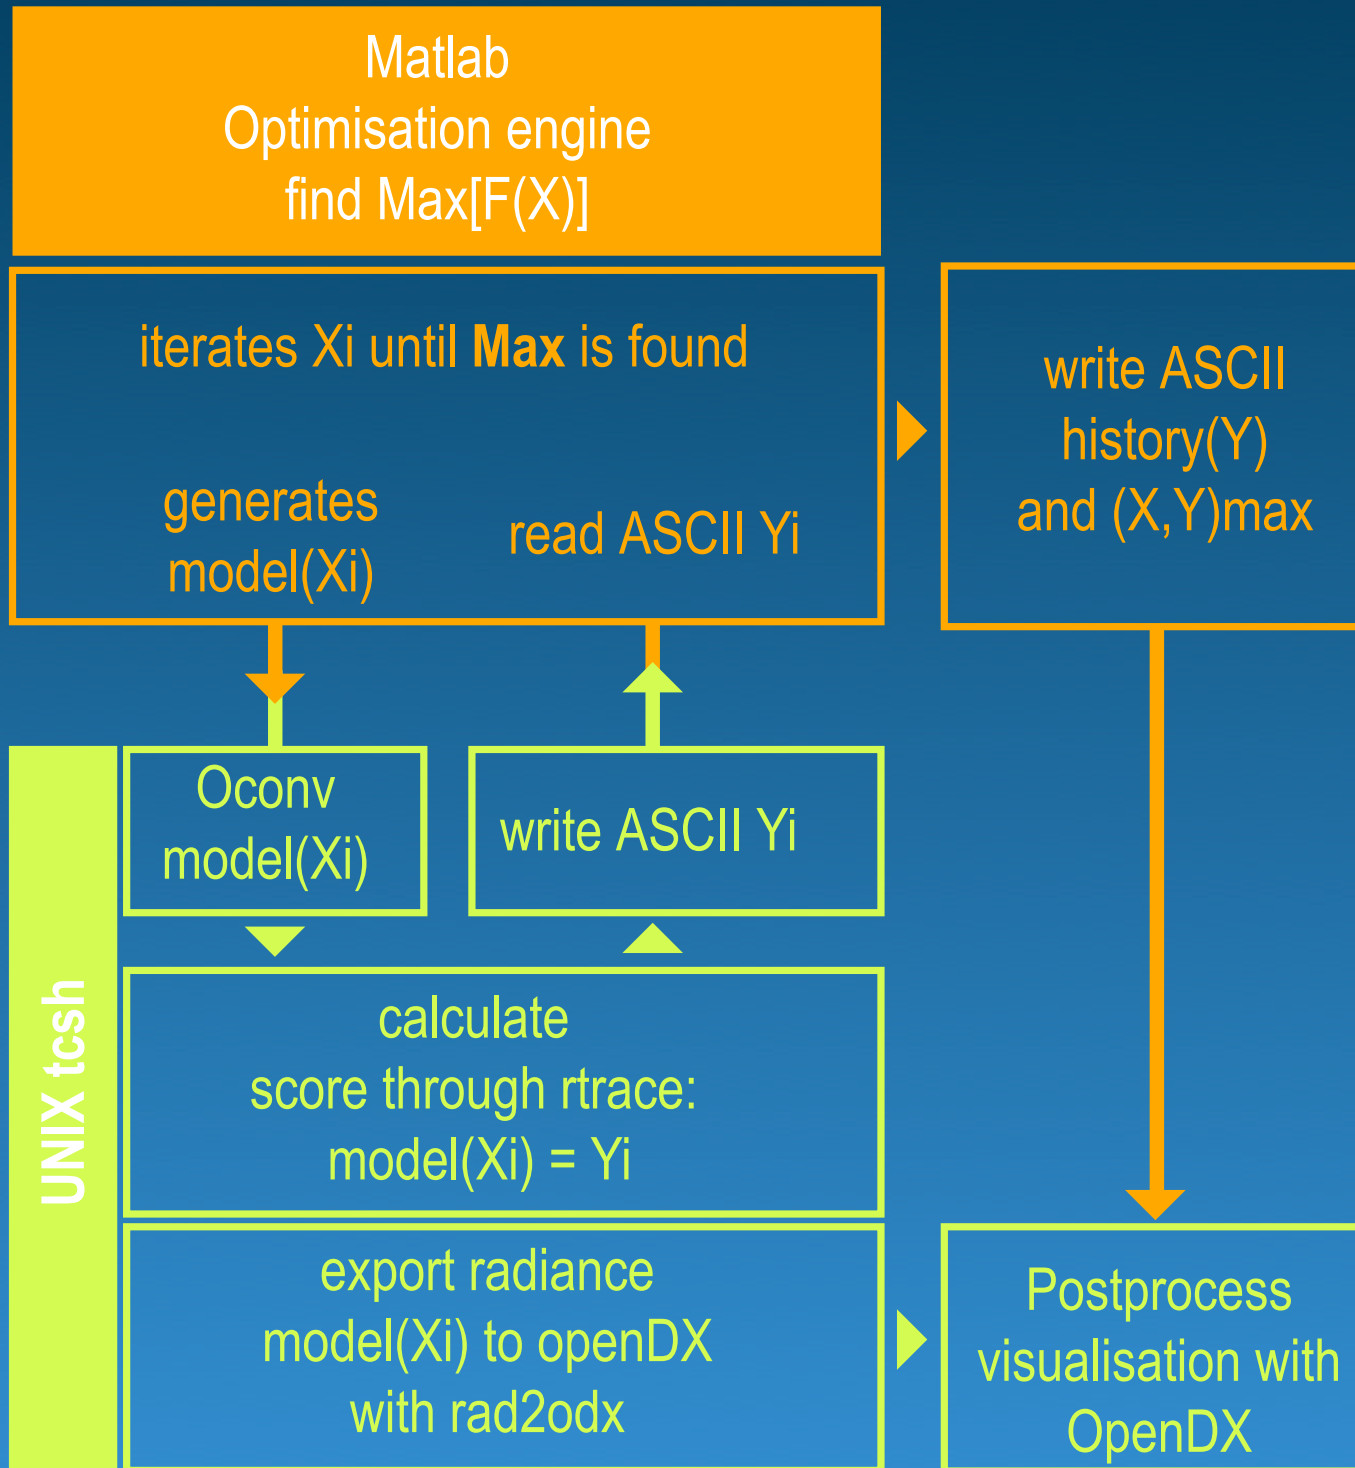 Matlab
Optimisation engine
find Max[F(X)]
iterates Xi until Max is found
generates
model(Xi)
read ASCII Yi
write ASCII
history(Y)
and (X,Y)max
UNIX tcsh
Oconv
model(Xi)
write ASCII Yi
calculate
score through rtrace:
model(Xi) = Yi
export radiance
model(Xi) to openDX
with rad2odx
Postprocess
visualisation with
OpenDX